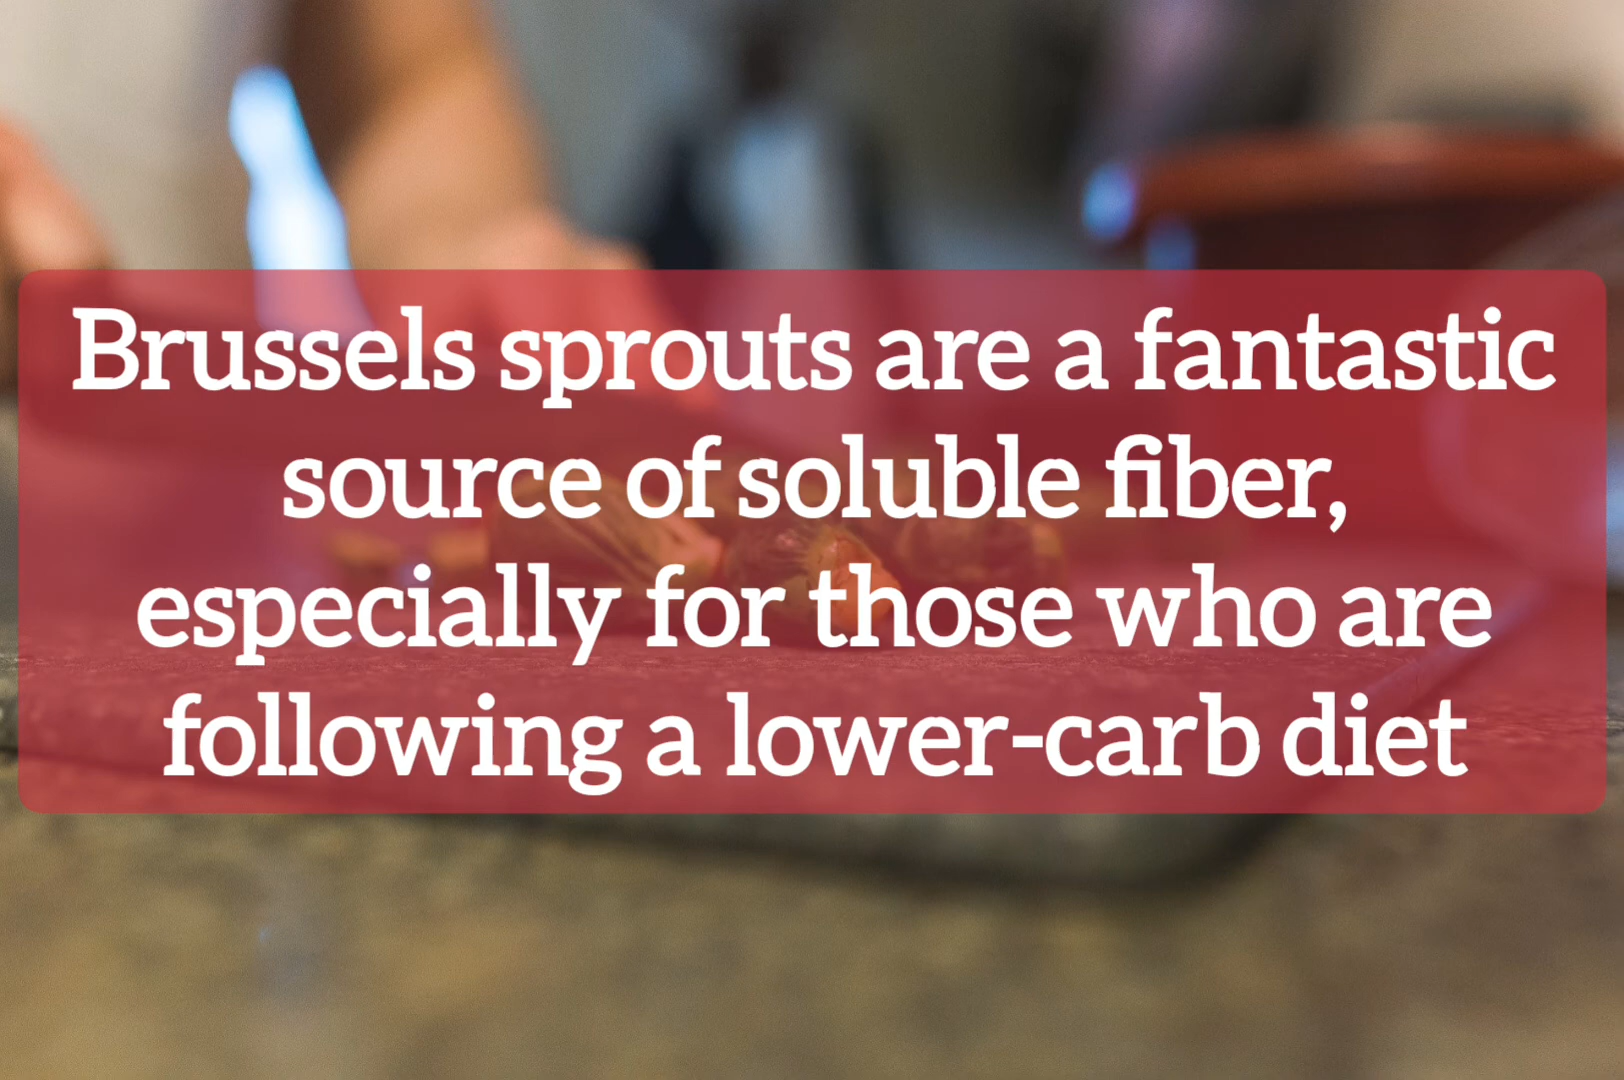 Brussels sprouts are a fantastic
source of soluble fiber,
especially for those who are
following a lower-carb diet